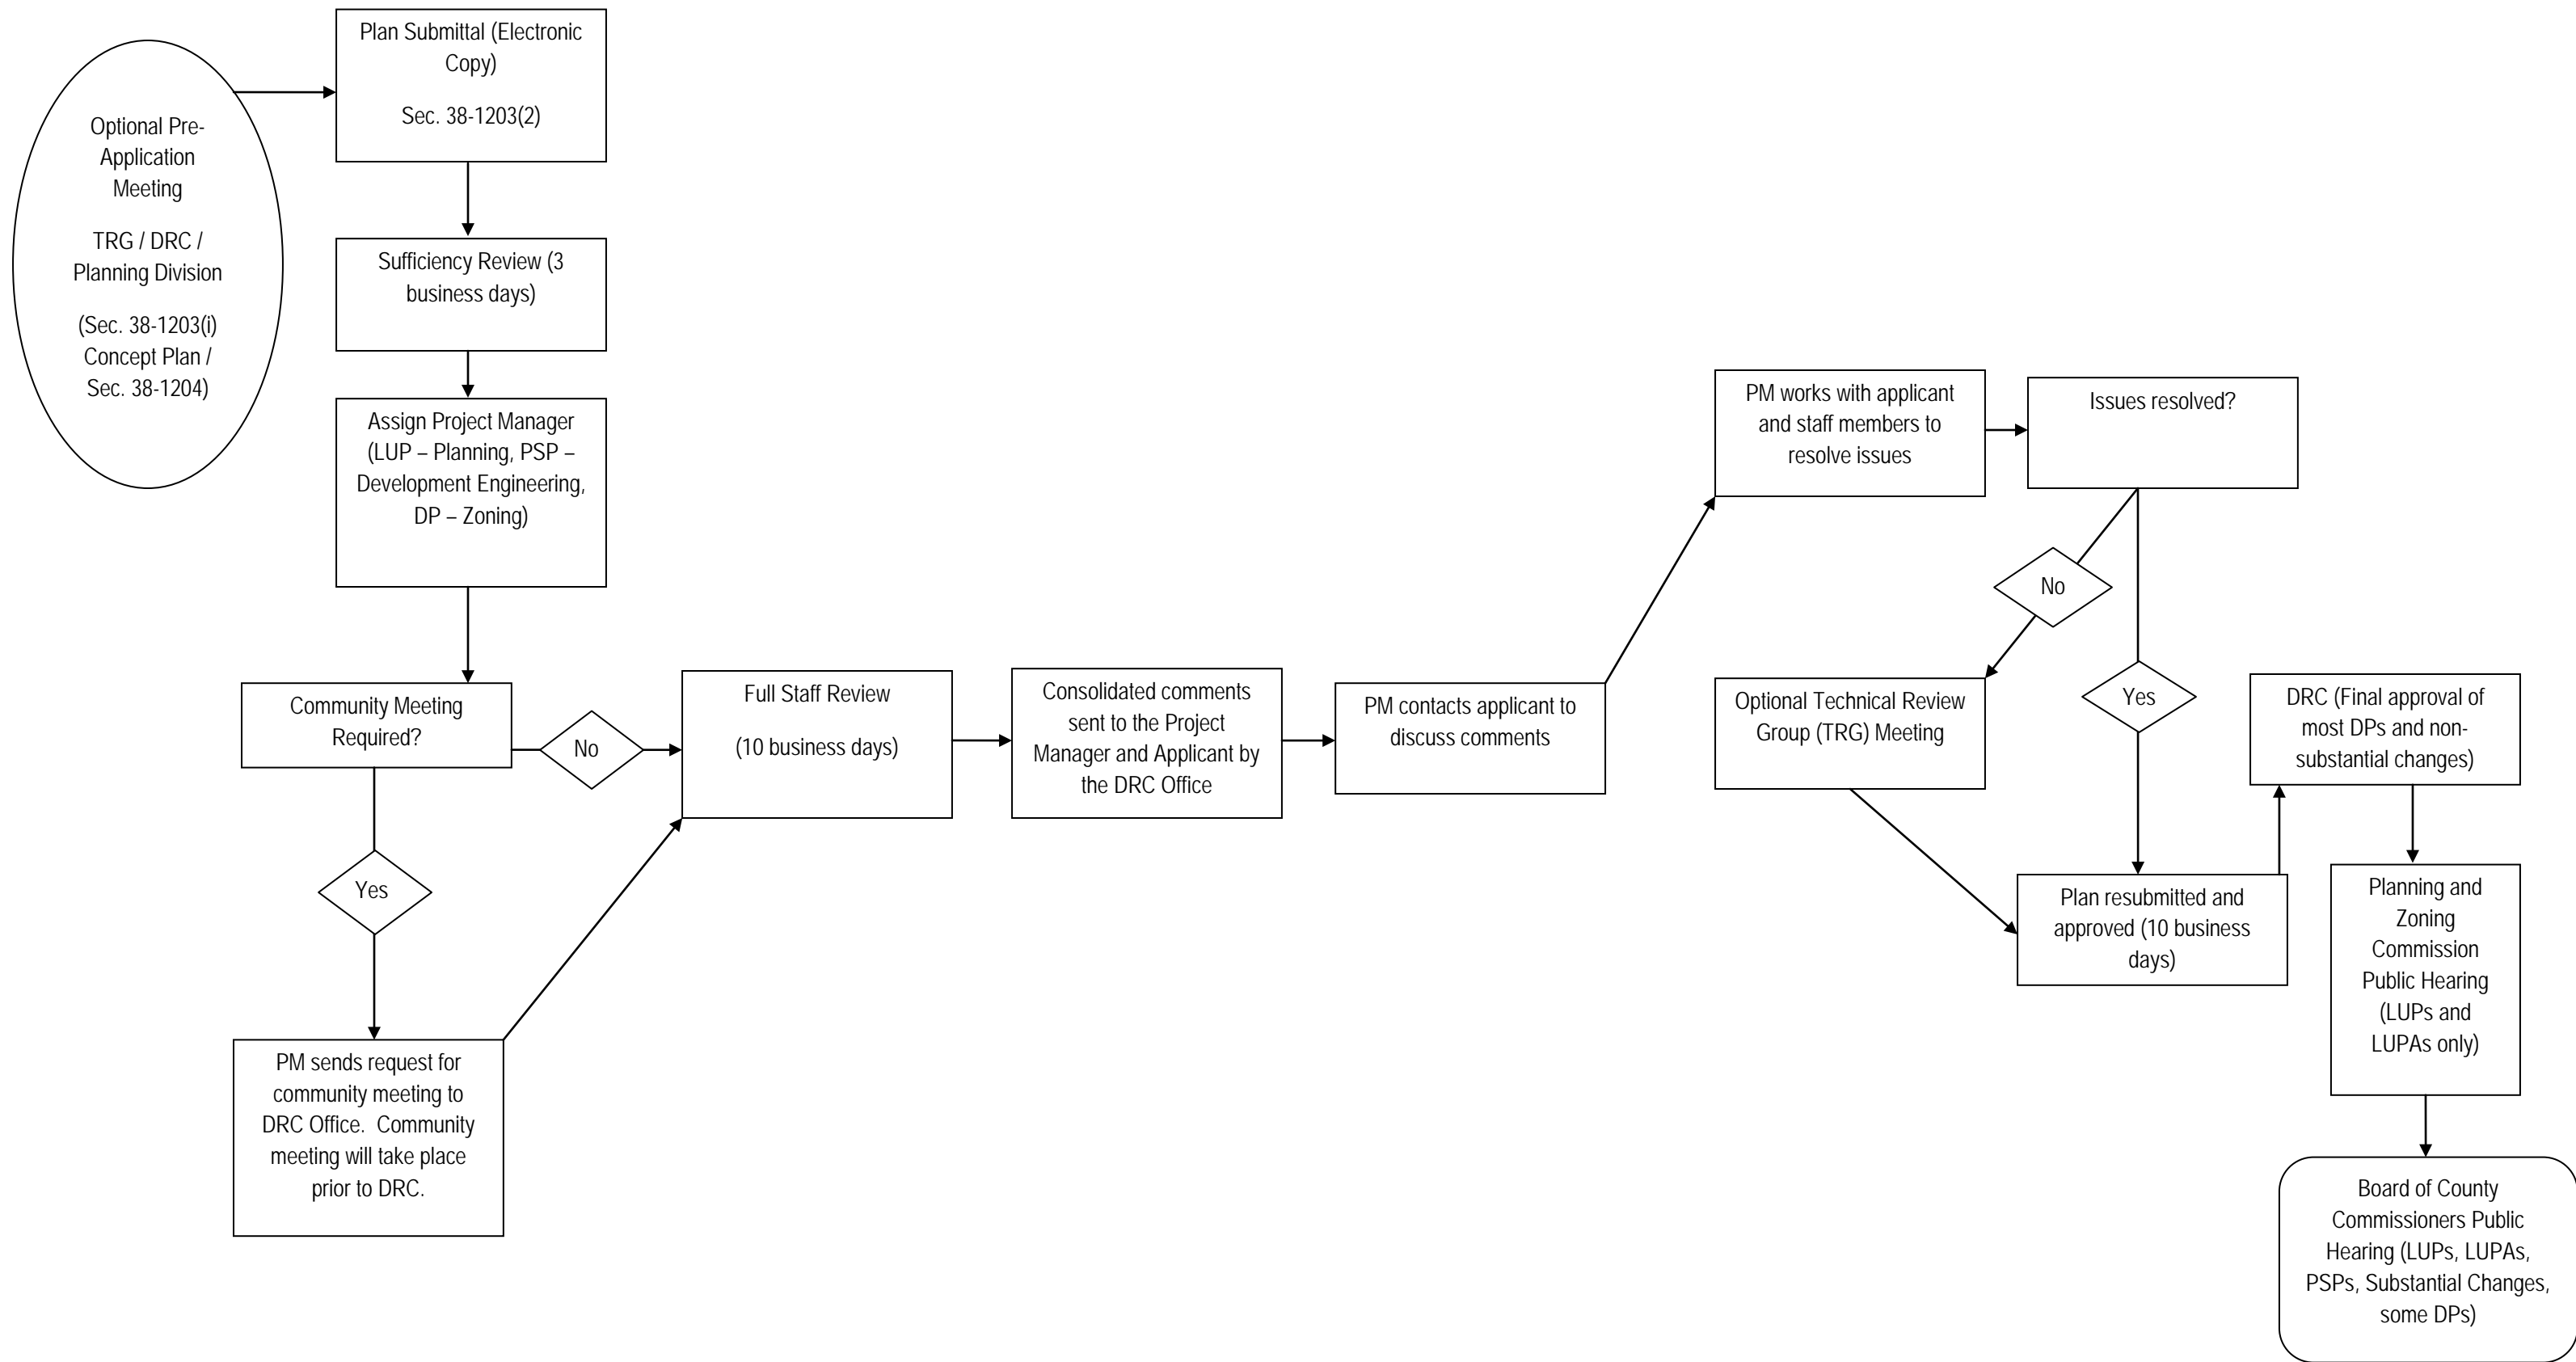 Optional Pre-
Application
Meeting
TRG / DRC /
Planning Division
(Sec. 38-1203(i)
Concept Plan /
Sec. 38-1204)
Plan Submittal (Electronic
Copy)
Sec. 38-1203(2)
Sufficiency Review (3
business days)
Assign Project Manager
(LUP – Planning, PSP –
Development Engineering,
DP – Zoning)
Community Meeting
Required?
No
Yes
PM sends request for
community meeting to
DRC Office.  Community
meeting will take place
prior to DRC.
Full Staff Review
(10 business days)
Consolidated comments
sent to the Project
Manager and Applicant by
the DRC Office
PM contacts applicant to
discuss comments
PM works with applicant
and staff members to
resolve issues
Issues resolved?
No
Yes
Optional Technical Review
Group (TRG) Meeting
Plan resubmitted and
approved (10 business
days)
DRC (Final approval of
most DPs and non-
substantial changes)
Planning and
Zoning
Commission
Public Hearing
(LUPs and
LUPAs only)
Board of County
Commissioners Public
Hearing (LUPs, LUPAs,
PSPs, Substantial Changes,
some DPs)